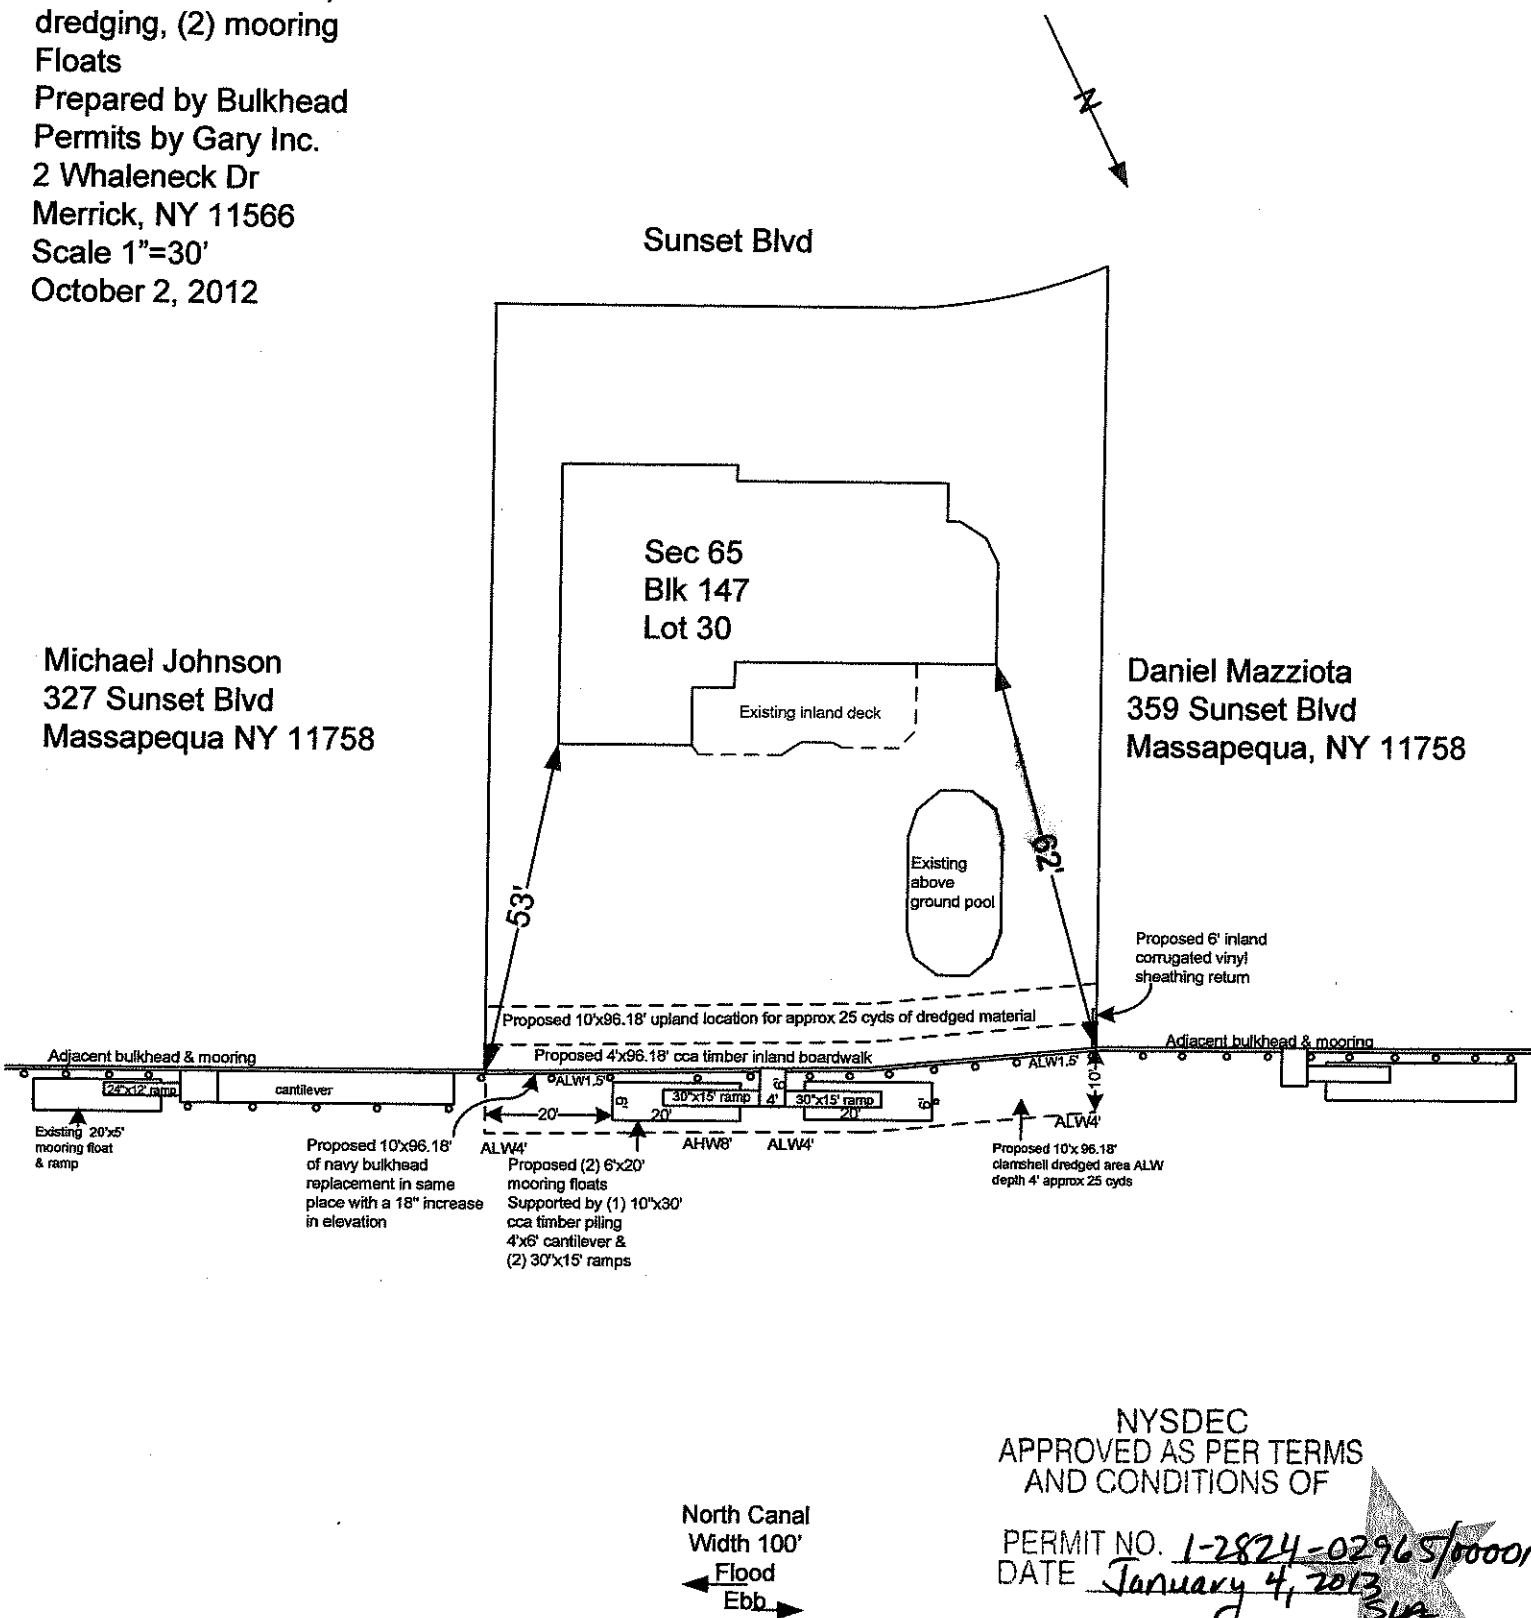 dredging, (2) mooring
Floats
Prepared by Bulkhead
Permits by Gary Inc.
2 Whaleneck Dr
Merrick, NY 11566
Scale 1"=30'
October 2, 2012
N
Sunset Blvd
Sec 65
Blk 147
Lot 30
Michael Johnson
327 Sunset Blvd
Massapequa NY 11758
Daniel Mazziota
359 Sunset Blvd
Massapequa, NY 11758
Existing inland deck
53'
62'
Existing
above
ground pool
Proposed 6' inland
corrugated vinyl
sheathing return
Proposed 10'x96.18' upland location for approx 25 cyds of dredged material
Adjacent bulkhead & mooring
Proposed 4'x96.18' cca timber inland boardwalk
Adjacent bulkhead & mooring
ALW1.5'
ALW1.5'
24"x12' ramp
cantilever
6'
30"x15' ramp
6'
4'
30"x15' ramp
6'
10'
20'
20'
20'
ALW4'
Existing 20'x5'
mooring float
& ramp
Proposed 10'x96.18'
of navy bulkhead
replacement in same
place with a 18" increase
in elevation
ALW4'
AHW8'
ALW4'
Proposed (2) 6'x20'
mooring floats
Supported by (1) 10"x30'
cca timber piling
4'x6' cantilever &
(2) 30"x15' ramps
Proposed 10'x 96.18'
clamshell dredged area ALW
depth 4' approx 25 cyds
NYSDEC
APPROVED AS PER TERMS
AND CONDITIONS OF
PERMIT NO. 1-2824-02965/00001
DATE January 4, 2013
North Canal
Width 100'
Flood
Ebb